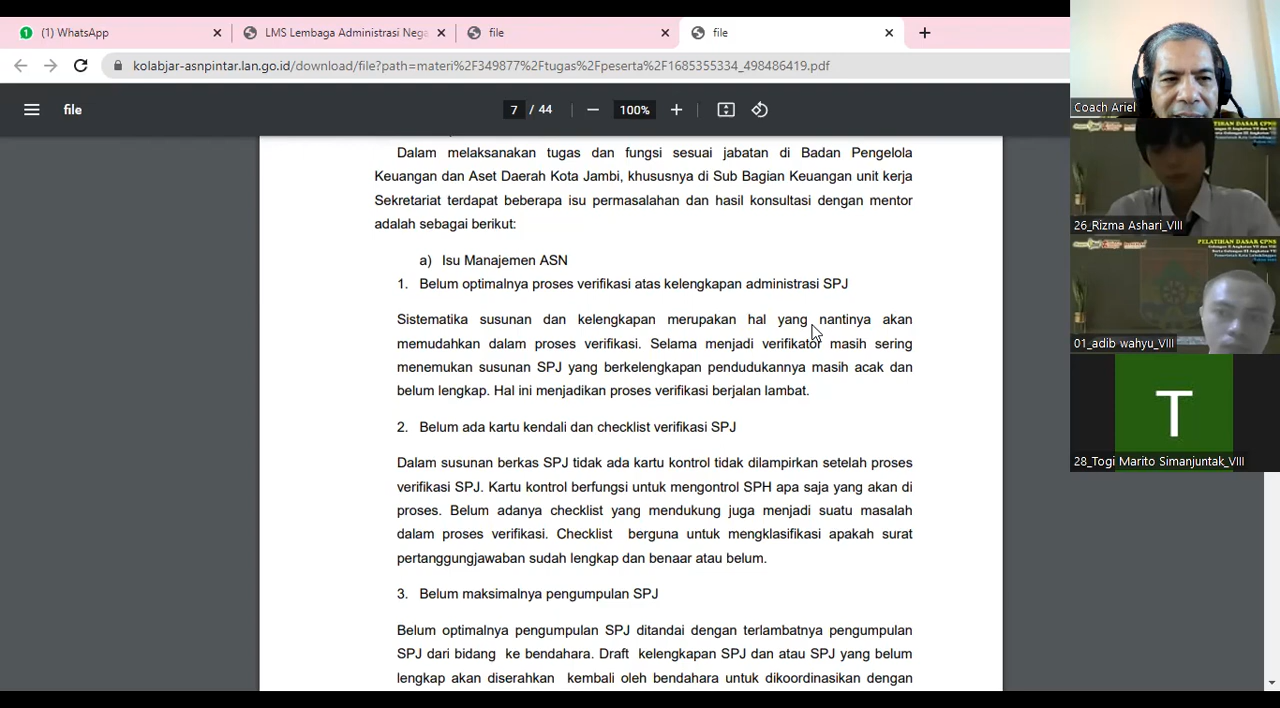 (1) WhatsApp
LMS Lembaga Administrasi Neg
file
file
kolabjar-asnpintar.lan.go.id/download/file?path=materi%2F349877%2Ftugas%2Fpeserta%2F1685355334_498486419.pdf
file
7 / 44
100%
Dalam melaksanakan tugas dan fungsi sesuai jabatan di Badan Pengelola
Keuangan dan Aset Daerah Kota Jambi, khususnya di Sub Bagian Keuangan unit kerja
Sekretariat terdapat beberapa isu permasalahan dan hasil konsultasi dengan mentor
adalah sebagai berikut:
a) Isu Manajemen ASN
1. Belum optimalnya proses verifikasi atas kelengkapan administrasi SPJ
Sistematika susunan dan kelengkapan merupakan hal yang nantinya akan
memudahkan dalam proses verifikasi. Selama menjadi verifikator masih sering
menemukan susunan SPJ yang berkelengkapan pendudukannya masih acak dan
belum lengkap. Hal ini menjadikan proses verifikasi berjalan lambat.
2. Belum ada kartu kendali dan checklist verifikasi SPJ
Dalam susunan berkas SPJ tidak ada kartu kontrol tidak dilampirkan setelah proses
verifikasi SPJ. Kartu kontrol berfungsi untuk mengontrol SPH apa saja yang akan di
proses. Belum adanya checklist yang mendukung juga menjadi suatu masalah
dalam proses verifikasi. Checklist berguna untuk mengklasifikasi apakah surat
pertanggungjawaban sudah lengkap dan benaar atau belum.
3. Belum maksimalnya pengumpulan SPJ
Belum optimalnya pengumpulan SPJ ditandai dengan terlambatnya pengumpulan
SPJ dari bidang ke bendahara. Draft kelengkapan SPJ dan atau SPJ yang belum
lengkap akan diserahkan kembali oleh bendahara untuk dikoordinasikan dengan
Coach Ariel
26_Rizma Ashari_VIII
PELATIHAN DASAR CPNS
01_adib wahyu_VIII
T
28_Togi Marito Simanjuntak_VIII